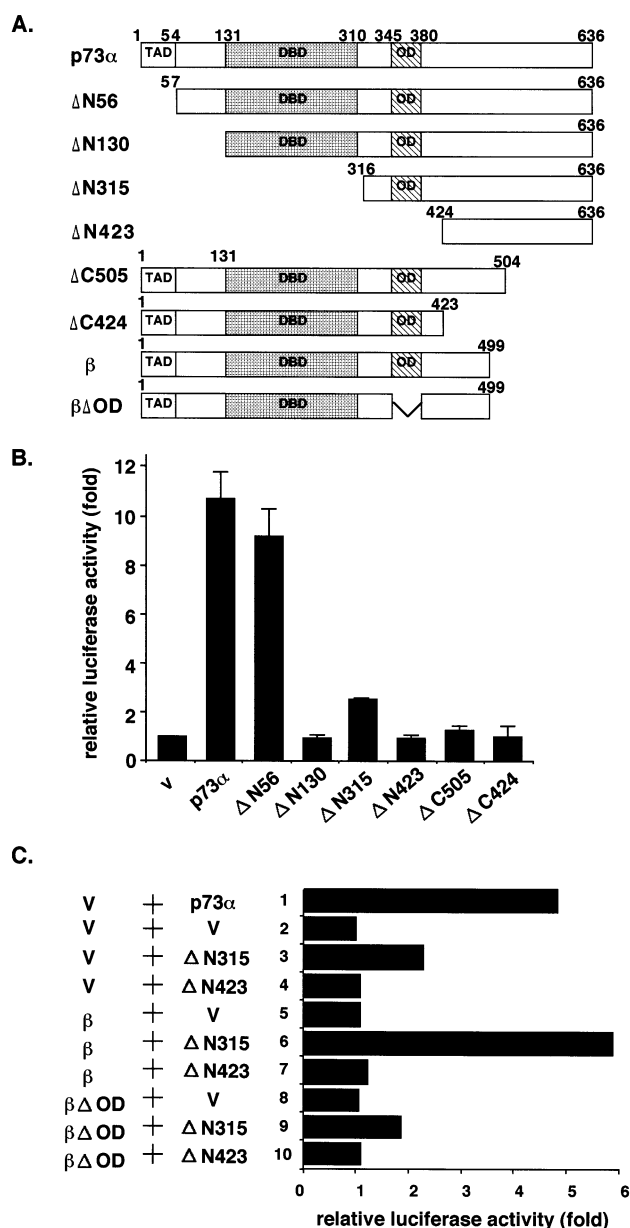 A.
1 54 131 310 345 380 636
p73α TAD DBD OD
57 636
ΔN56 DBD OD
636
ΔN130 DBD OD
316 636
ΔN315 OD
424 636
ΔN423
1 131 504
ΔC505 TAD DBD OD
1 423
ΔC424 TAD DBD OD
1 499
β TAD DBD OD
1 499
βΔOD TAD DBD
B.
relative luciferase activity (fold)
12
10
8
6
4
2
0
v p73α ΔN56 ΔN130 ΔN315 ΔN423 ΔC505 ΔC424
C.
V + p73α 1
V + V 2
V + ΔN315 3
V + ΔN423 4
β + V 5
β + ΔN315 6
β + ΔN423 7
βΔOD + V 8
βΔOD + ΔN315 9
βΔOD + ΔN423 10
0 1 2 3 4 5 6
relative luciferase activity (fold)